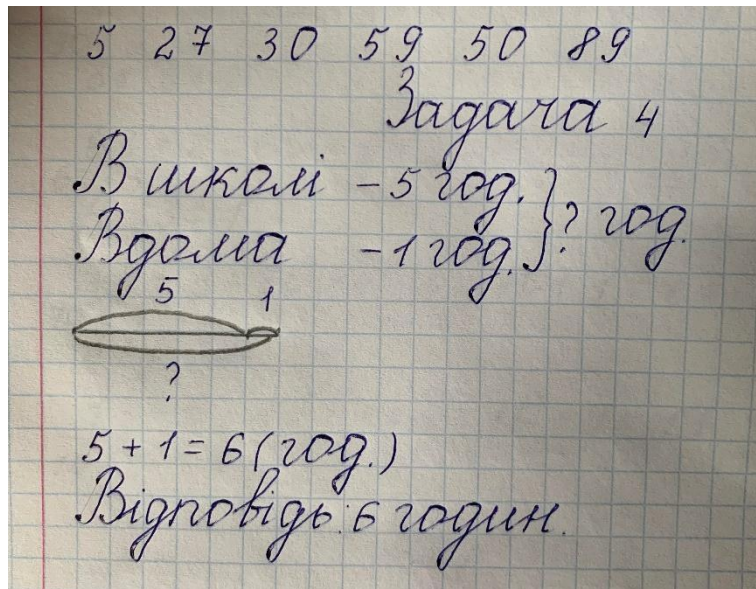 5 27 30 59 50 89
Задача 4
В школі - 5 год.
Вдома - 1 год. } ? год.
5 1
?
5 + 1 = 6 (год.)
Відповідь: 6 годин.